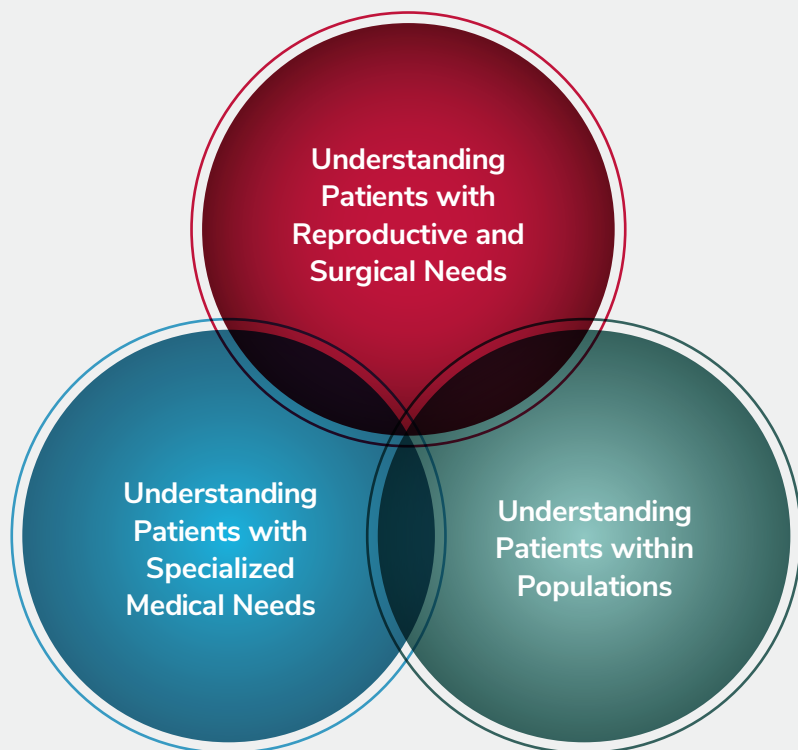 Understanding
Patients with
Reproductive and
Surgical Needs
Understanding
Patients with
Specialized
Medical Needs
Understanding
Patients within
Populations